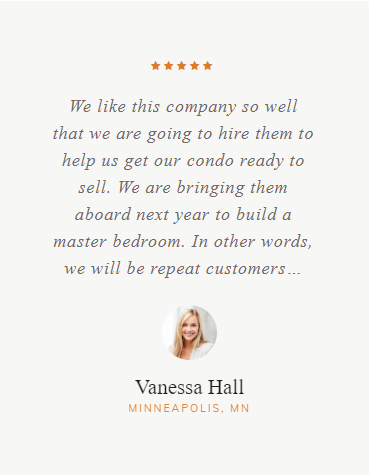 We like this company so well
that we are going to hire them to
help us get our condo ready to
sell. We are bringing them
aboard next year to build a
master bedroom. In other words,
we will be repeat customers...
Vanessa Hall
MINNEAPOLIS, MN